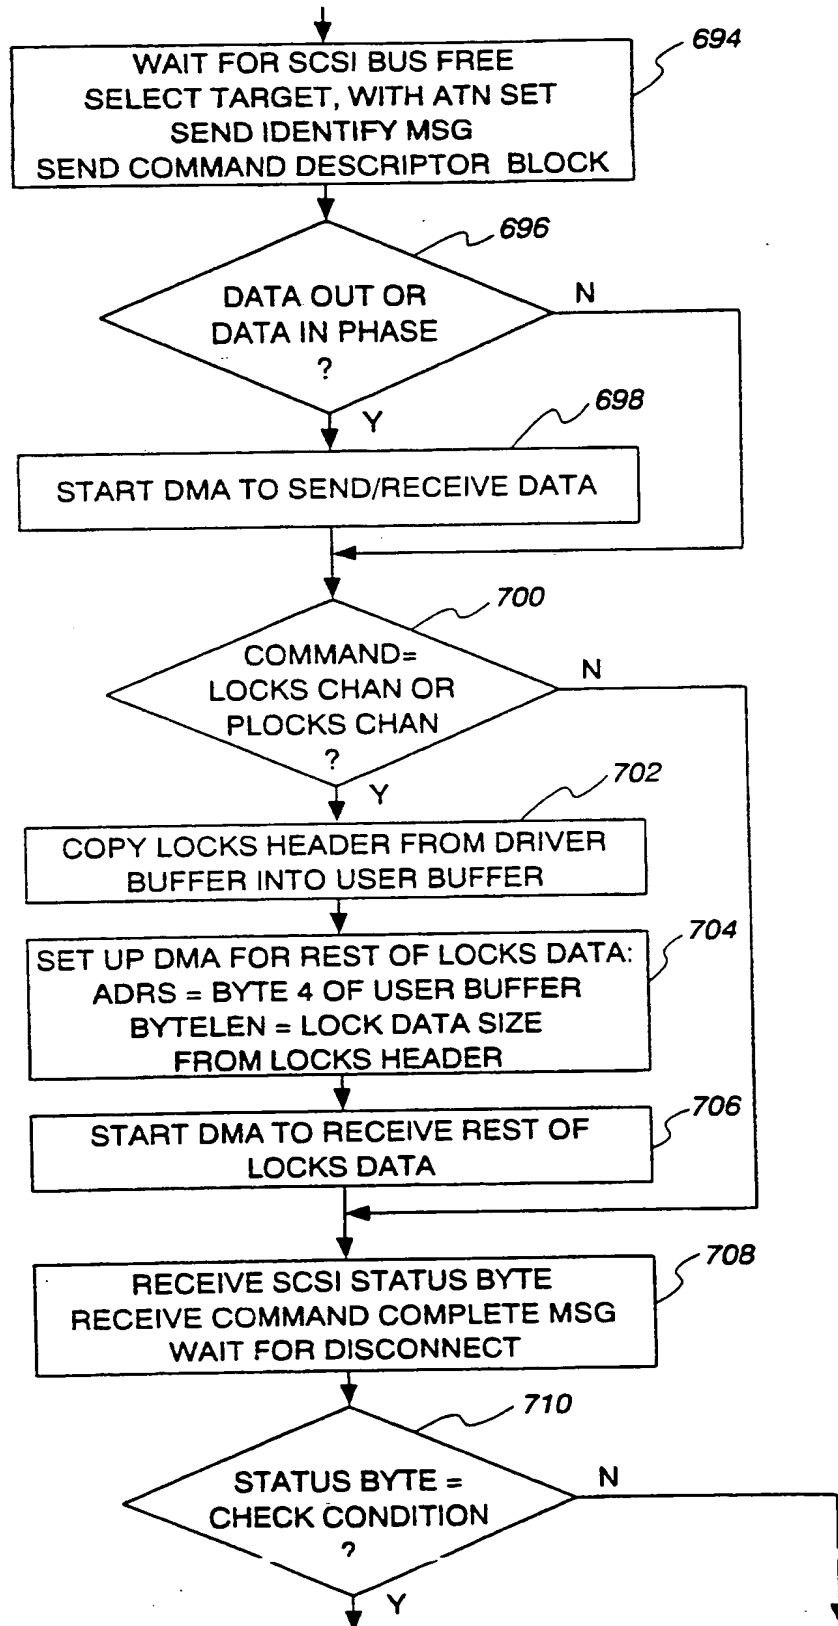 694
WAIT FOR SCSI BUS FREE
SELECT TARGET, WITH ATN SET
SEND IDENTIFY MSG
SEND COMMAND DESCRIPTOR BLOCK
696
DATA OUT OR
DATA IN PHASE
?
N
Y
698
START DMA TO SEND/RECEIVE DATA
700
COMMAND=
LOCKS CHAN OR
PLOCKS CHAN
?
N
Y
702
COPY LOCKS HEADER FROM DRIVER
BUFFER INTO USER BUFFER
704
SET UP DMA FOR REST OF LOCKS DATA:
ADRS = BYTE 4 OF USER BUFFER
BYTELEN = LOCK DATA SIZE
FROM LOCKS HEADER
706
START DMA TO RECEIVE REST OF
LOCKS DATA
708
RECEIVE SCSI STATUS BYTE
RECEIVE COMMAND COMPLETE MSG
WAIT FOR DISCONNECT
710
STATUS BYTE =
CHECK CONDITION
?
N
Y